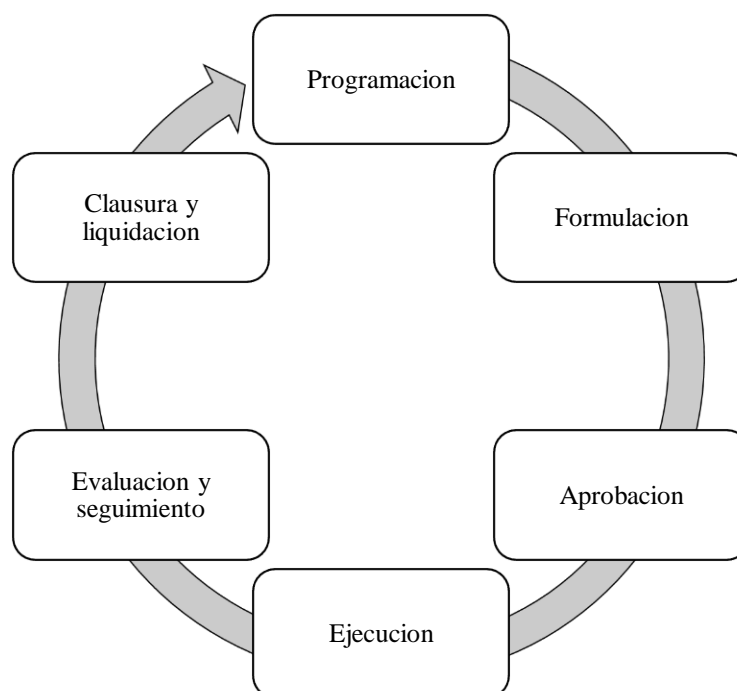 Programacion
Formulacion
Aprobacion
Ejecucion
Evaluacion y
seguimiento
Clausura y
liquidacion